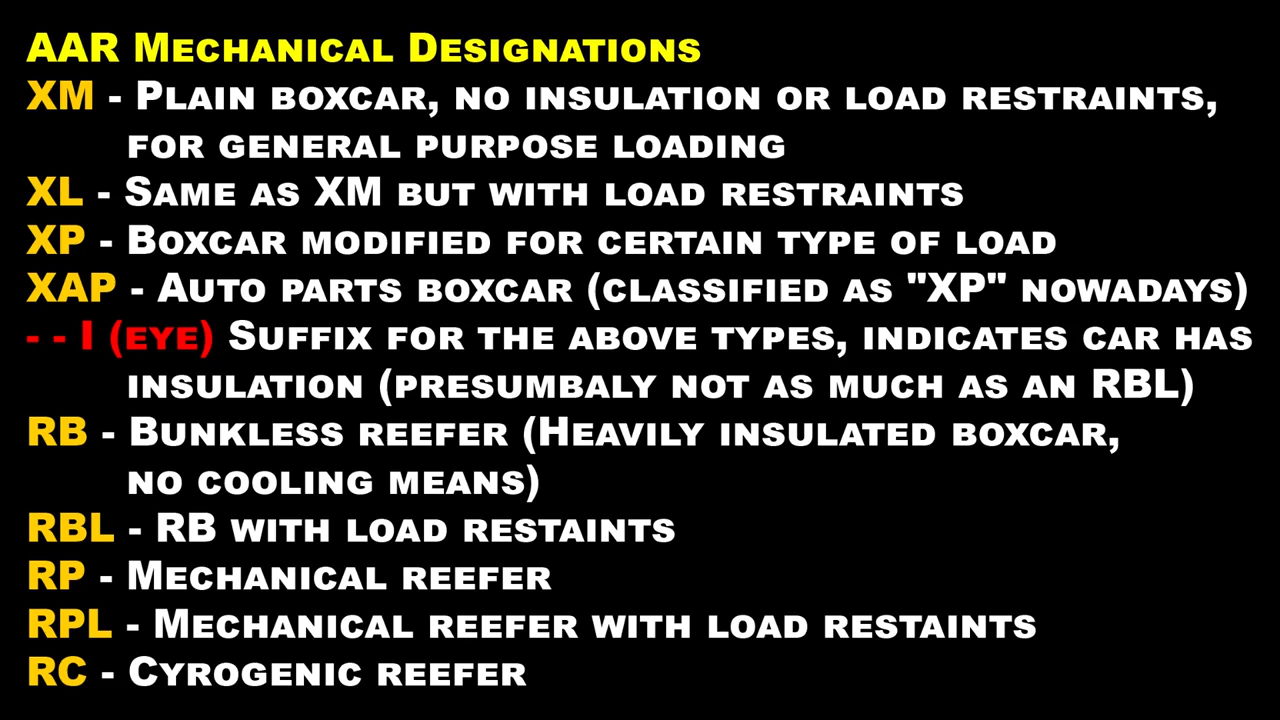 AAR Mechanical Designations
XM - Plain boxcar, no insulation or load restraints,
for general purpose loading
XL - Same as XM but with load restraints
XP - Boxcar modified for certain type of load
XAP - Auto parts boxcar (classified as "XP" nowadays)
- - I (eye) Suffix for the above types, indicates car has
insulation (presumbaly not as much as an RBL)
RB - Bunkless reefer (Heavily insulated boxcar,
no cooling means)
RBL - RB with load restaints
RP - Mechanical reefer
RPL - Mechanical reefer with load restaints
RC - Cyrogenic reefer